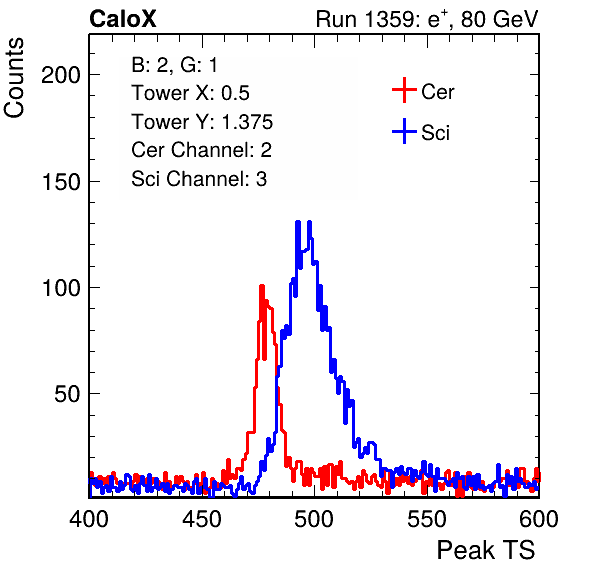 CaloX Run 1359: e⁺, 80 GeV
Counts
B: 2, G: 1
Tower X: 0.5
Tower Y: 1.375
Cer Channel: 2
Sci Channel: 3
Cer
Sci
200
150
100
50
400 450 500 550 600
Peak TS